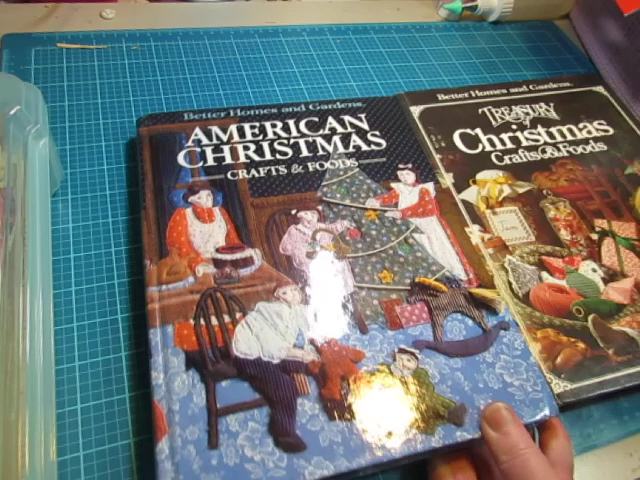 Better Homes and Gardens
AMERICAN
CHRISTMAS
CRAFTS & FOODS
Better Homes and Gardens
TREASURY
of
Christmas
Crafts & Foods